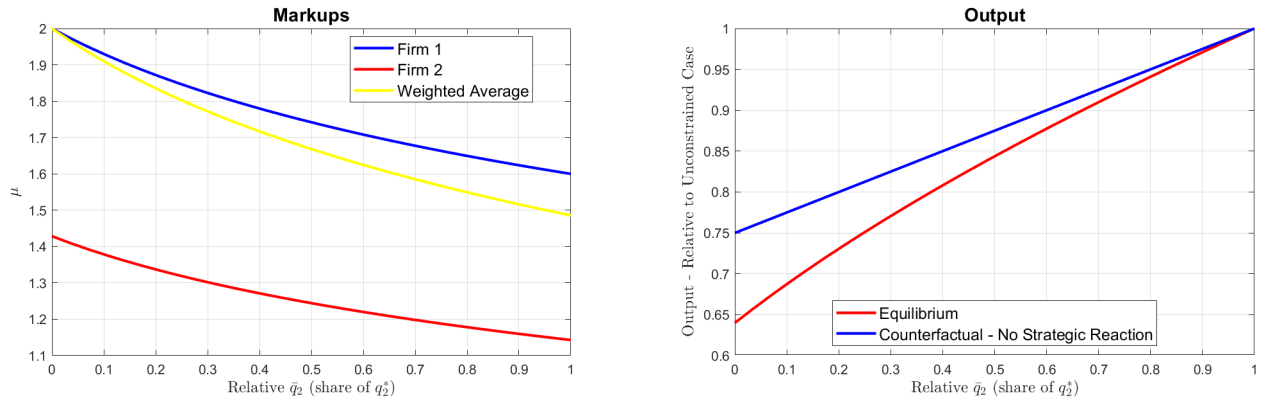 Markups
2
1.9
1.8
1.7
1.6
1.5
1.4
1.3
1.2
1.1
μ
Firm 1
Firm 2
Weighted Average
0 0.1 0.2 0.3 0.4 0.5 0.6 0.7 0.8 0.9 1
Relative q̄₂ (share of q₂*)
Output
1
0.95
0.9
0.85
0.8
0.75
0.7
0.65
0.6
Output - Relative to Unconstrained Case
Equilibrium
Counterfactual - No Strategic Reaction
0 0.1 0.2 0.3 0.4 0.5 0.6 0.7 0.8 0.9 1
Relative q̄₂ (share of q₂*)